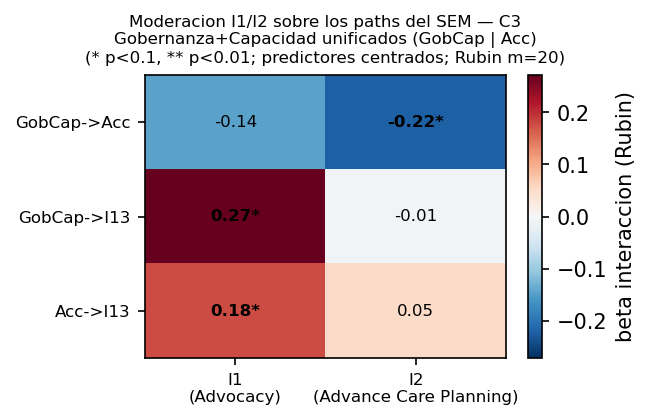 Moderacion I1/I2 sobre los paths del SEM — C3
Gobernanza+Capacidad unificados (GobCap | Acc)
(* p<0.1, ** p<0.01; predictores centrados; Rubin m=20)
GobCap->Acc
-0.14
-0.22*
GobCap->I13
0.27*
-0.01
Acc->I13
0.18*
0.05
I1
(Advocacy)
I2
(Advance Care Planning)
0.2
0.1
0.0
−0.1
−0.2
beta interaccion (Rubin)